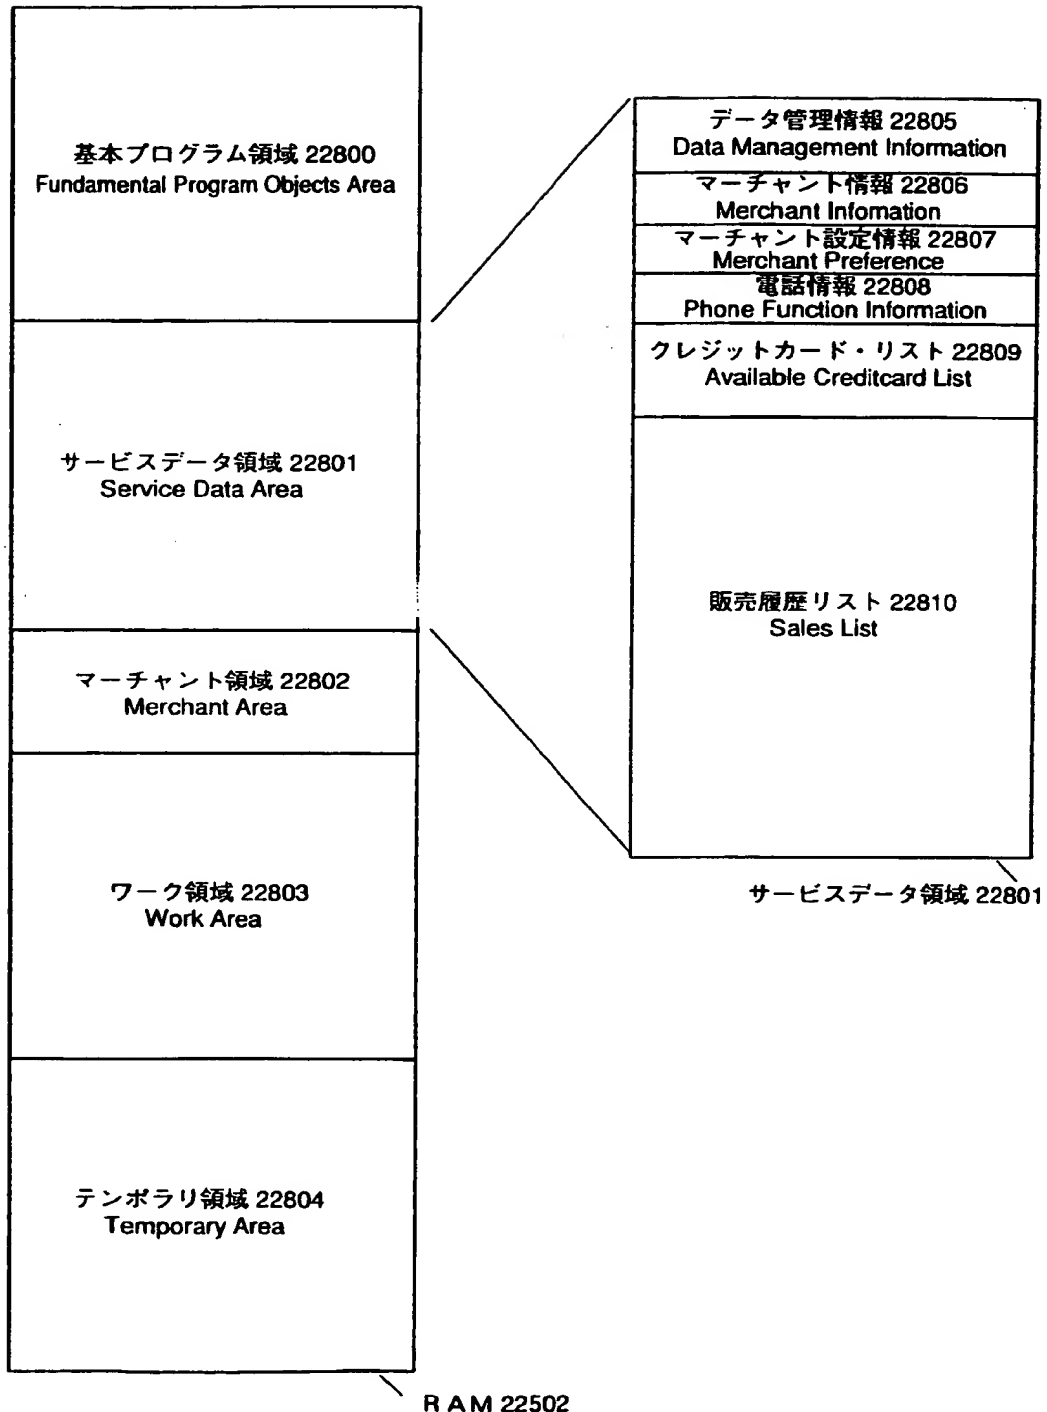 基本プログラム領域 22800
Fundamental Program Objects Area
サービスデータ領域 22801
Service Data Area
マーチャント領域 22802
Merchant Area
ワーク領域 22803
Work Area
テンポラリ領域 22804
Temporary Area
RAM 22502
データ管理情報 22805
Data Management Information
マーチャント情報 22806
Merchant Infomation
マーチャント設定情報 22807
Merchant Preference
電話情報 22808
Phone Function Information
クレジットカード・リスト 22809
Available Creditcard List
販売履歴リスト 22810
Sales List
サービスデータ領域 22801